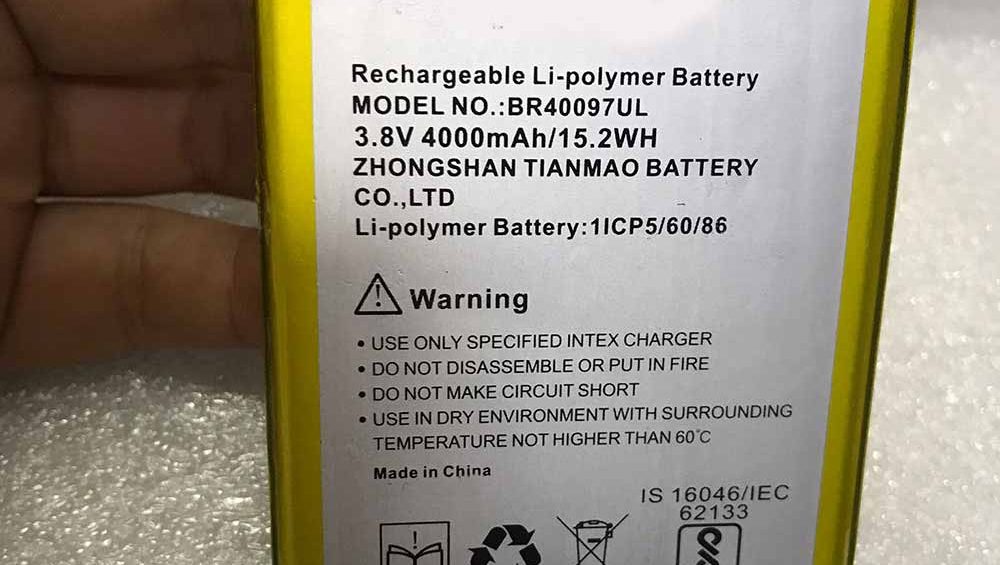 Rechargeable Li-polymer Battery
MODEL NO.:BR40097UL
3.8V 4000mAh/15.2WH
ZHONGSHAN TIANMAO BATTERY
CO.,LTD
Li-polymer Battery:1ICP5/60/86
Warning
• USE ONLY SPECIFIED INTEX CHARGER
• DO NOT DISASSEMBLE OR PUT IN FIRE
• DO NOT MAKE CIRCUIT SHORT
• USE IN DRY ENVIRONMENT WITH SURROUNDING
TEMPERATURE NOT HIGHER THAN 60℃
Made in China
IS 16046/IEC
62133